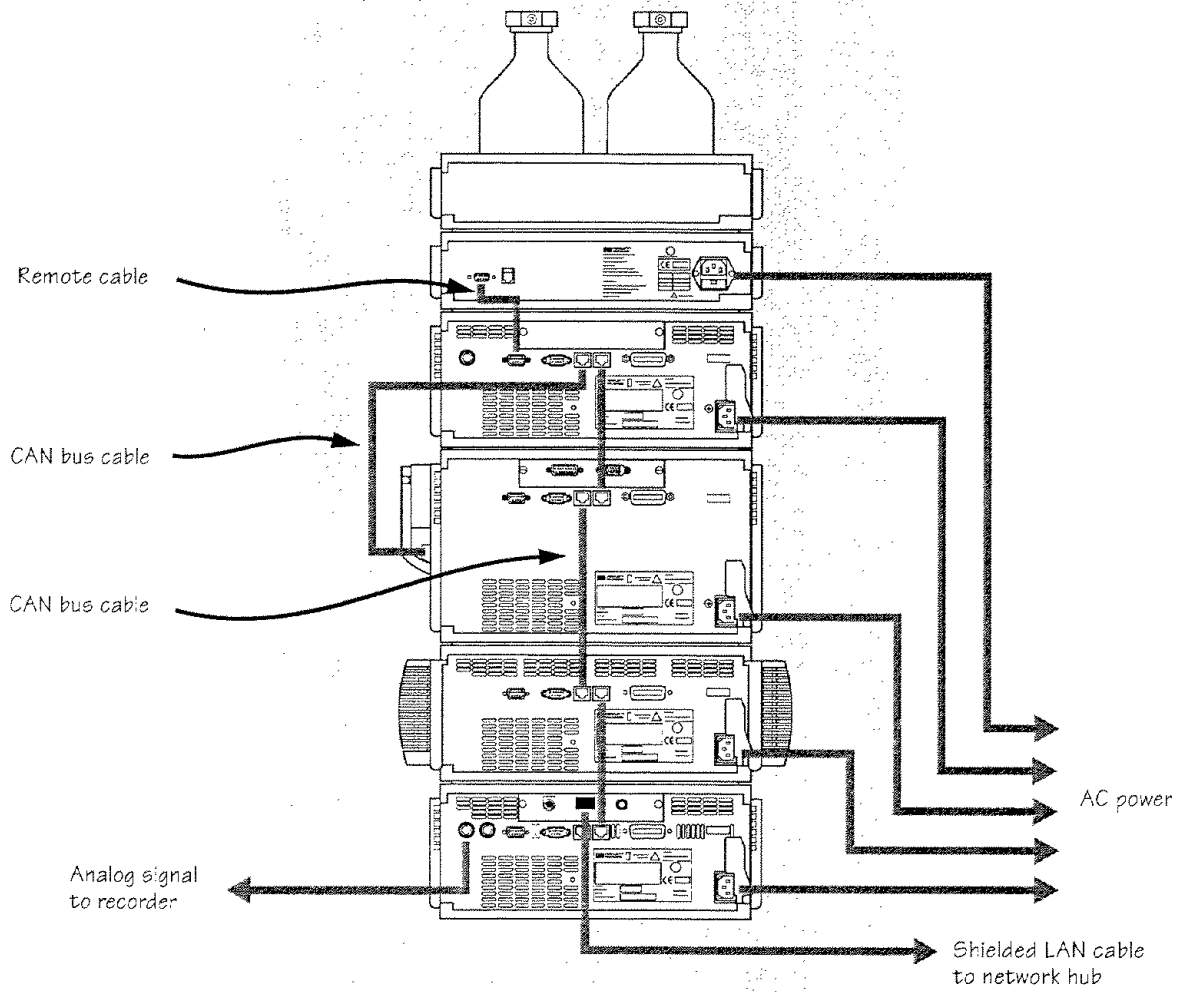 Remote cable
CAN bus cable
CAN bus cable
AC power
Analog signal
to recorder
Shielded LAN cable
to network hub